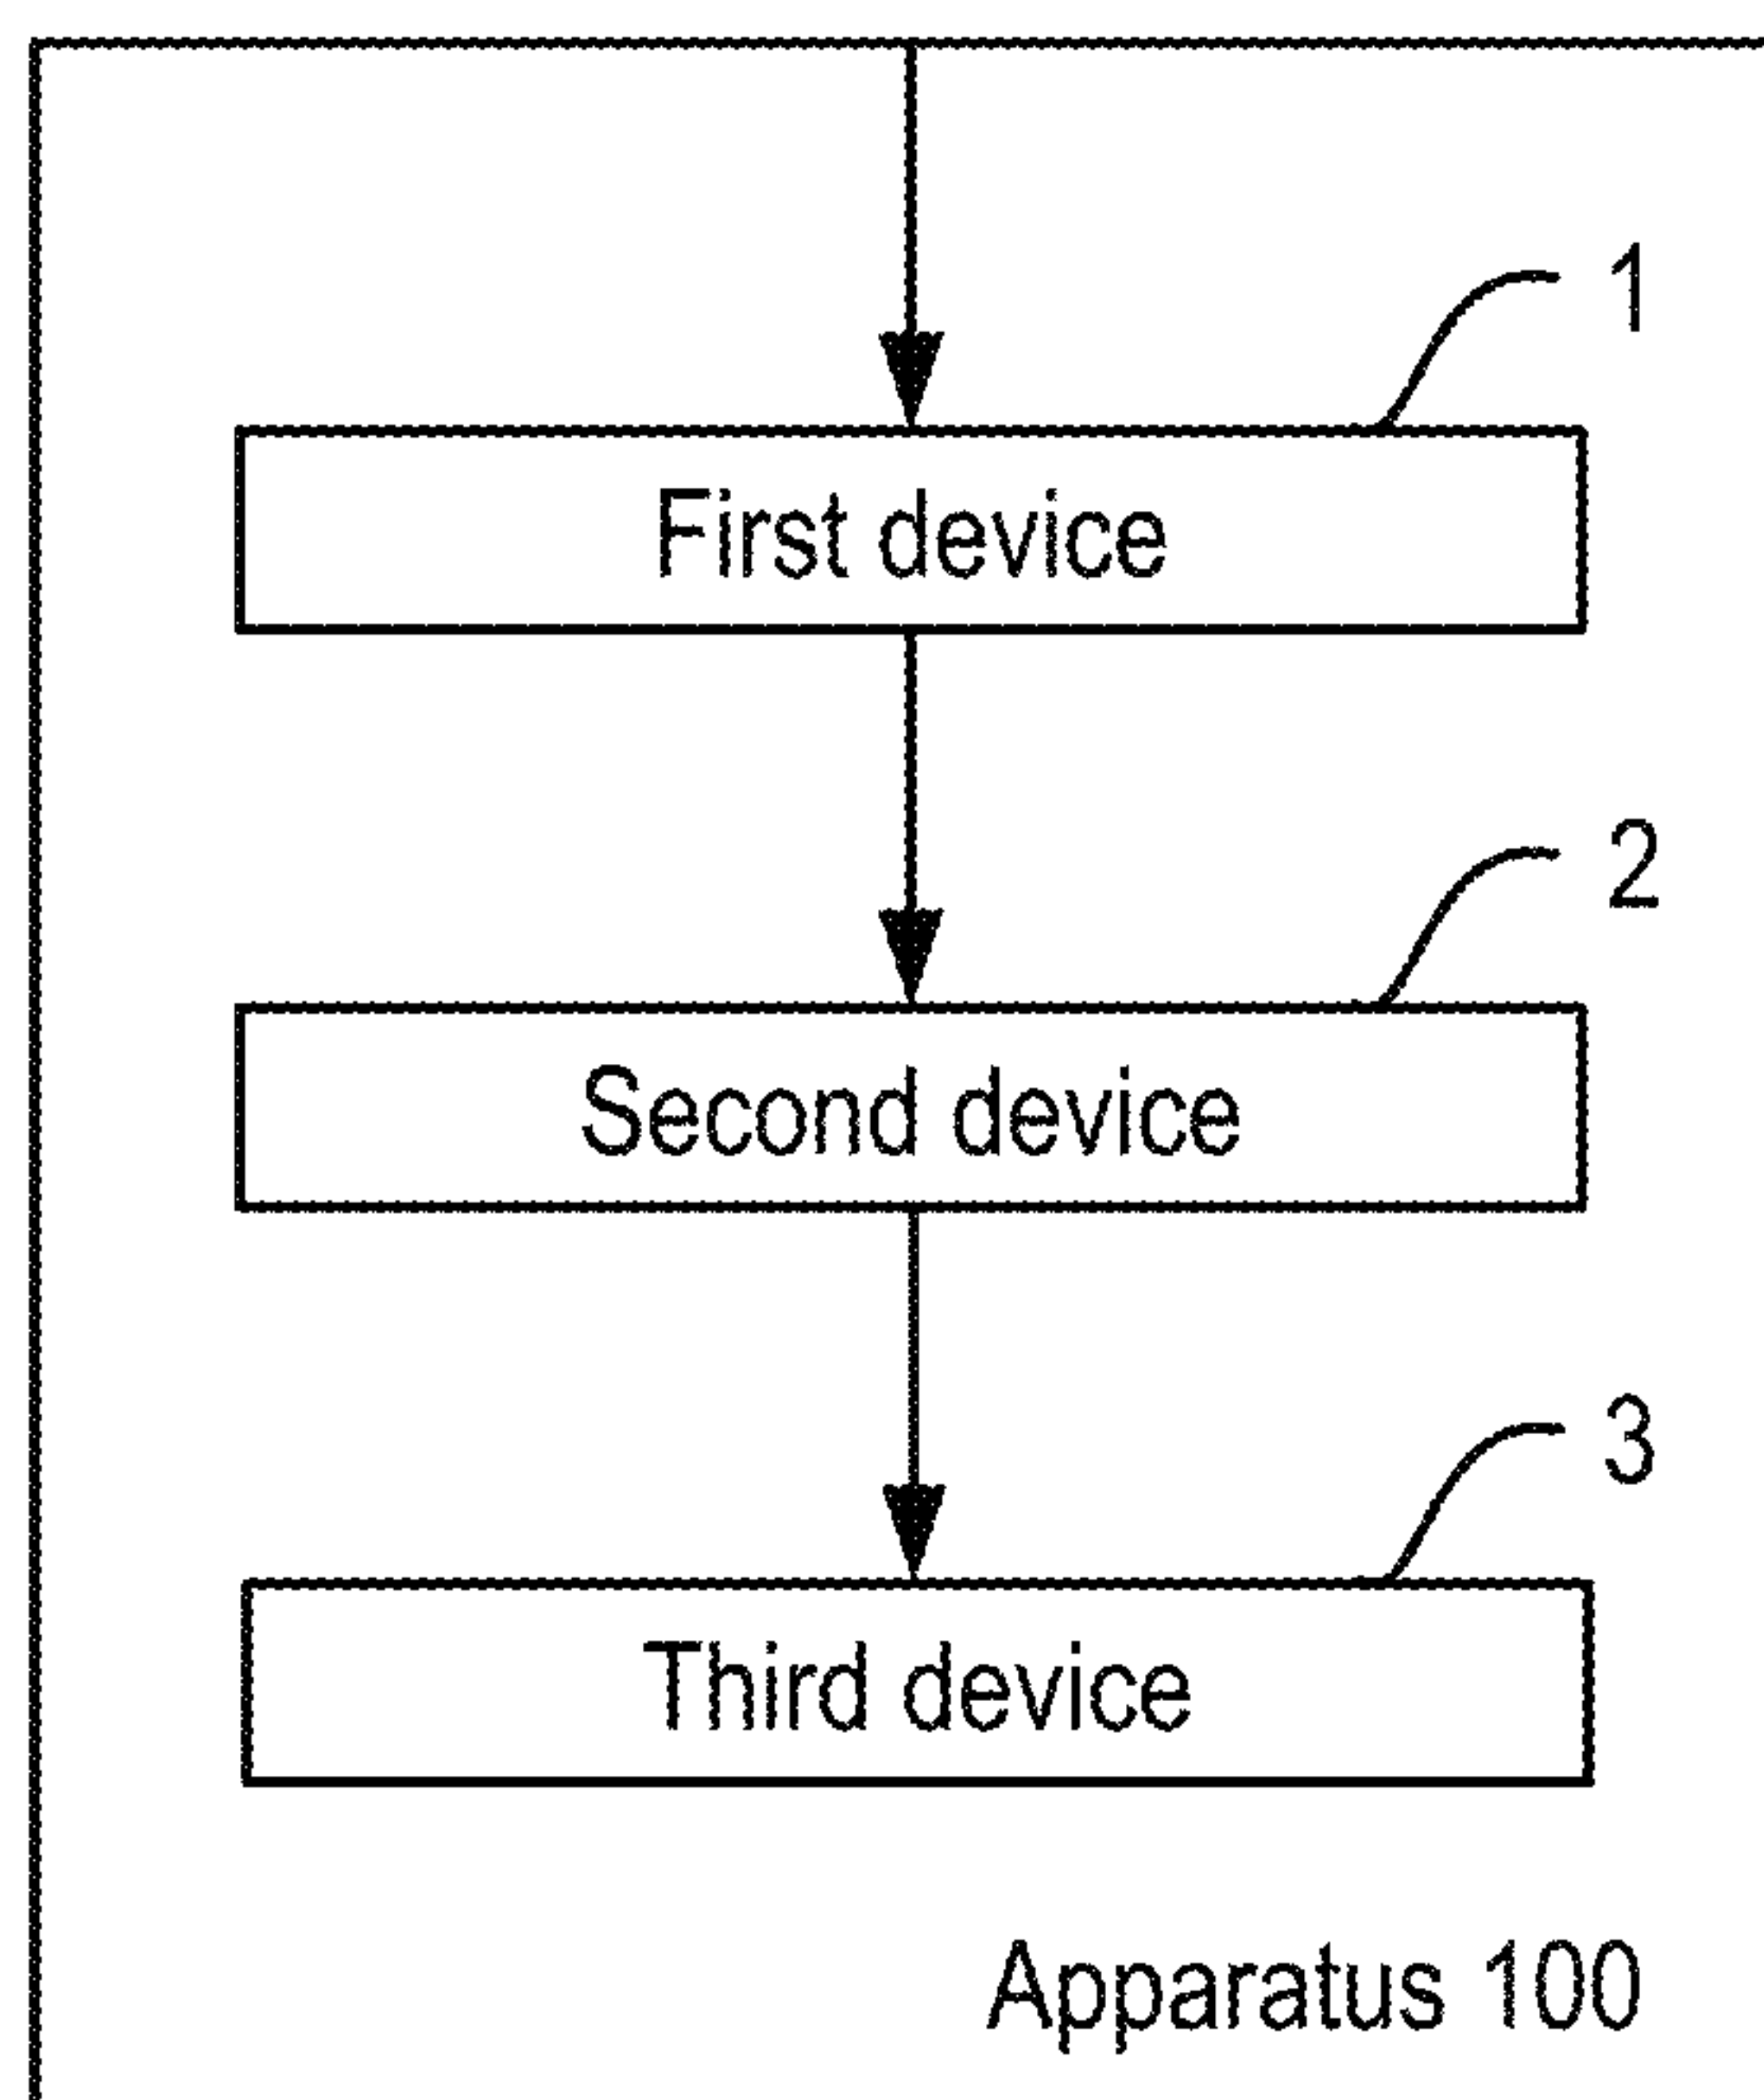 1
First device
2
Second device
3
Third device
Apparatus 100